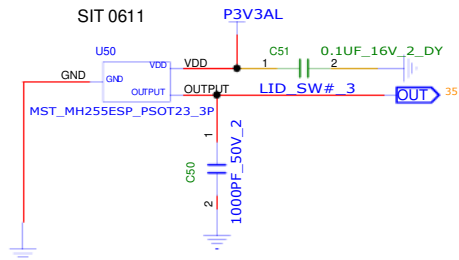 SIT 0611
P3V3AL
U50
C51
0.1UF_16V_2_DY
GND
GND
VDD
VDD
1
2
OUTPUT
OUTPUT
LID_SW#_3
OUT
35
MST_MH255ESP_PSOT23_3P
1
C50
1000PF_50V_2
2